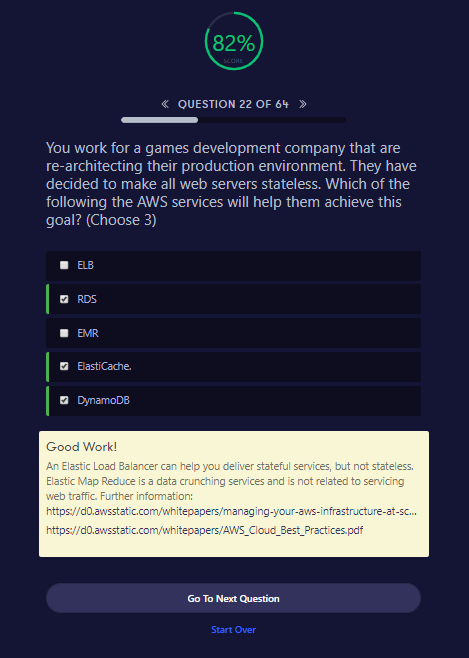 82%
SCORE
« QUESTION 22 OF 64 »
You work for a games development company that are
re-architecting their production environment. They have
decided to make all web servers stateless. Which of the
following the AWS services will help them achieve this
goal? (Choose 3)
ELB
RDS
EMR
ElastiCache.
DynamoDB
Good Work!
An Elastic Load Balancer can help you deliver stateful services, but not stateless.
Elastic Map Reduce is a data crunching services and is not related to servicing
web traffic. Further information:
https://d0.awsstatic.com/whitepapers/managing-your-aws-infrastructure-at-sc...
https://d0.awsstatic.com/whitepapers/AWS_Cloud_Best_Practices.pdf
Go To Next Question
Start Over